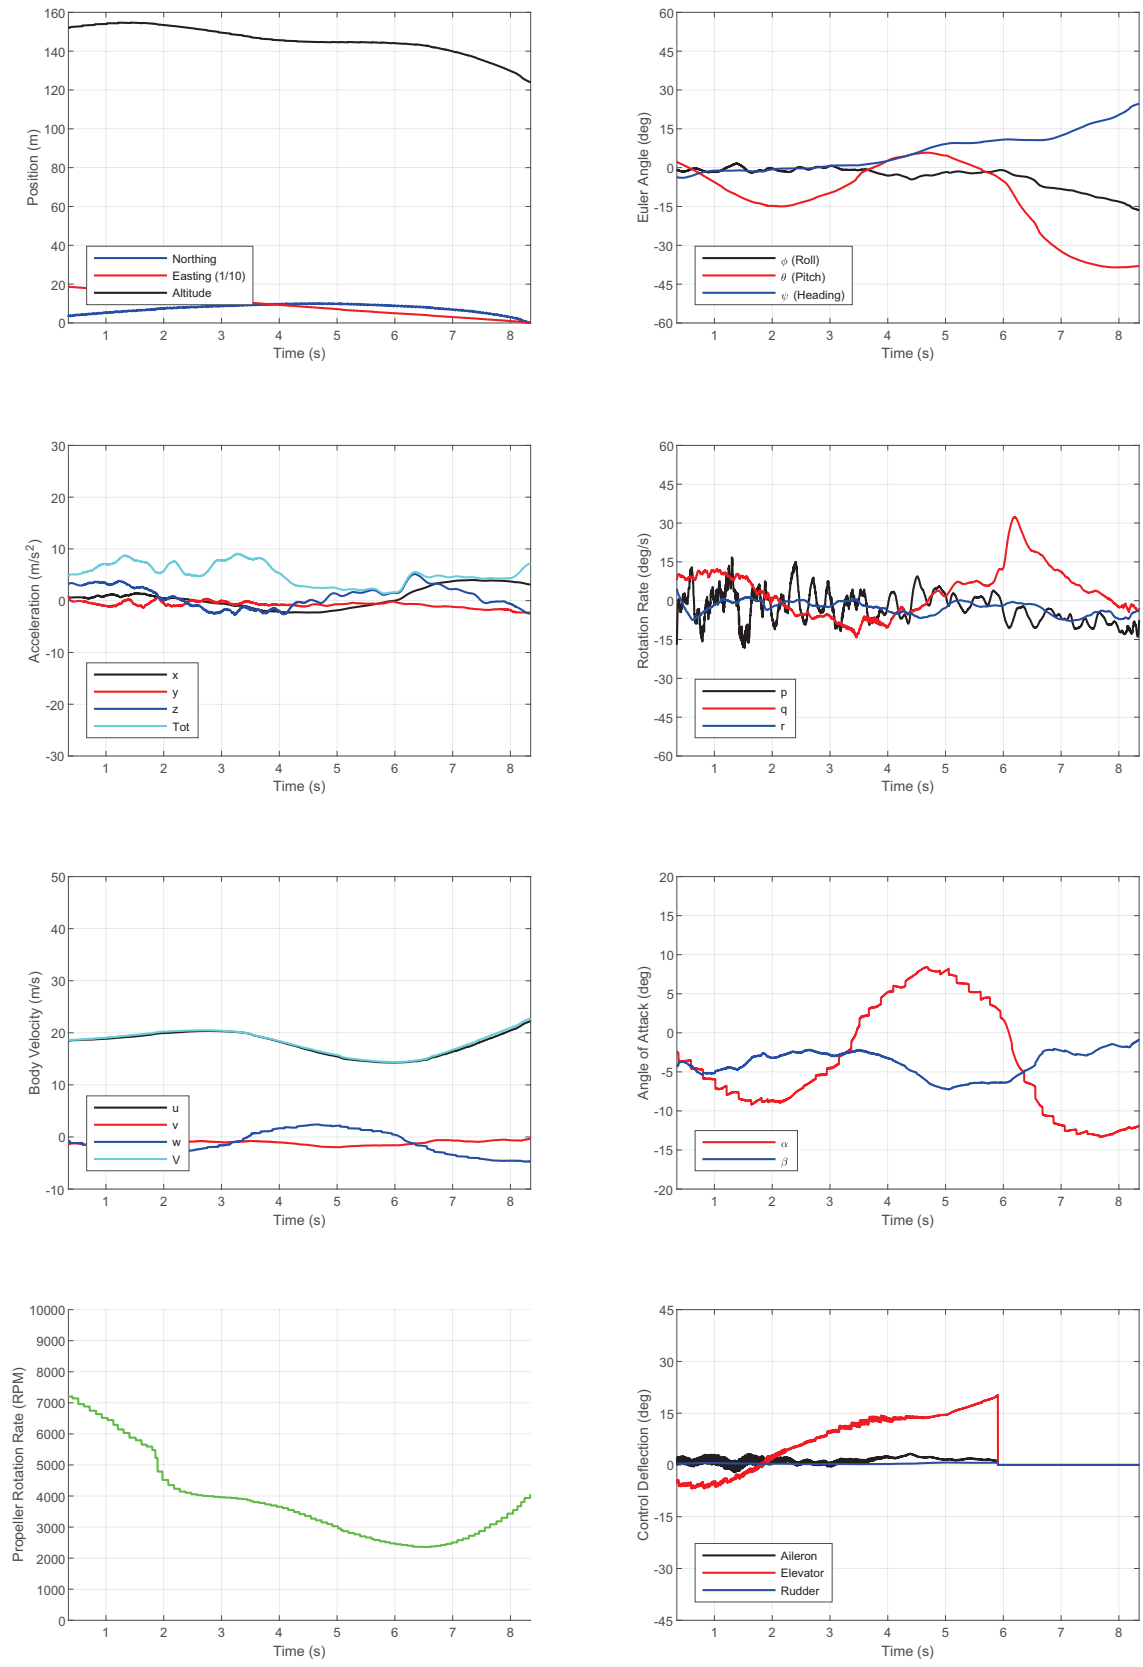 160
140
120
100
80
60
40
20
0
Position (m)
Northing
Easting (1/10)
Altitude
1 2 3 4 5 6 7 8
Time (s)
60
45
30
15
0
-15
-30
-45
-60
Euler Angle (deg)
ϕ (Roll)
θ (Pitch)
ψ (Heading)
1 2 3 4 5 6 7 8
Time (s)
30
20
10
0
-10
-20
-30
Acceleration (m/s²)
x
y
z
Tot
1 2 3 4 5 6 7 8
Time (s)
60
45
30
15
0
-15
-30
-45
-60
Rotation Rate (deg/s)
p
q
r
1 2 3 4 5 6 7 8
Time (s)
50
40
30
20
10
0
-10
Body Velocity (m/s)
u
v
w
V
1 2 3 4 5 6 7 8
Time (s)
20
15
10
5
0
-5
-10
-15
-20
Angle of Attack (deg)
α
β
1 2 3 4 5 6 7 8
Time (s)
10000
9000
8000
7000
6000
5000
4000
3000
2000
1000
0
Propeller Rotation Rate (RPM)
1 2 3 4 5 6 7 8
Time (s)
45
30
15
0
-15
-30
-45
Control Deflection (deg)
Aileron
Elevator
Rudder
1 2 3 4 5 6 7 8
Time (s)